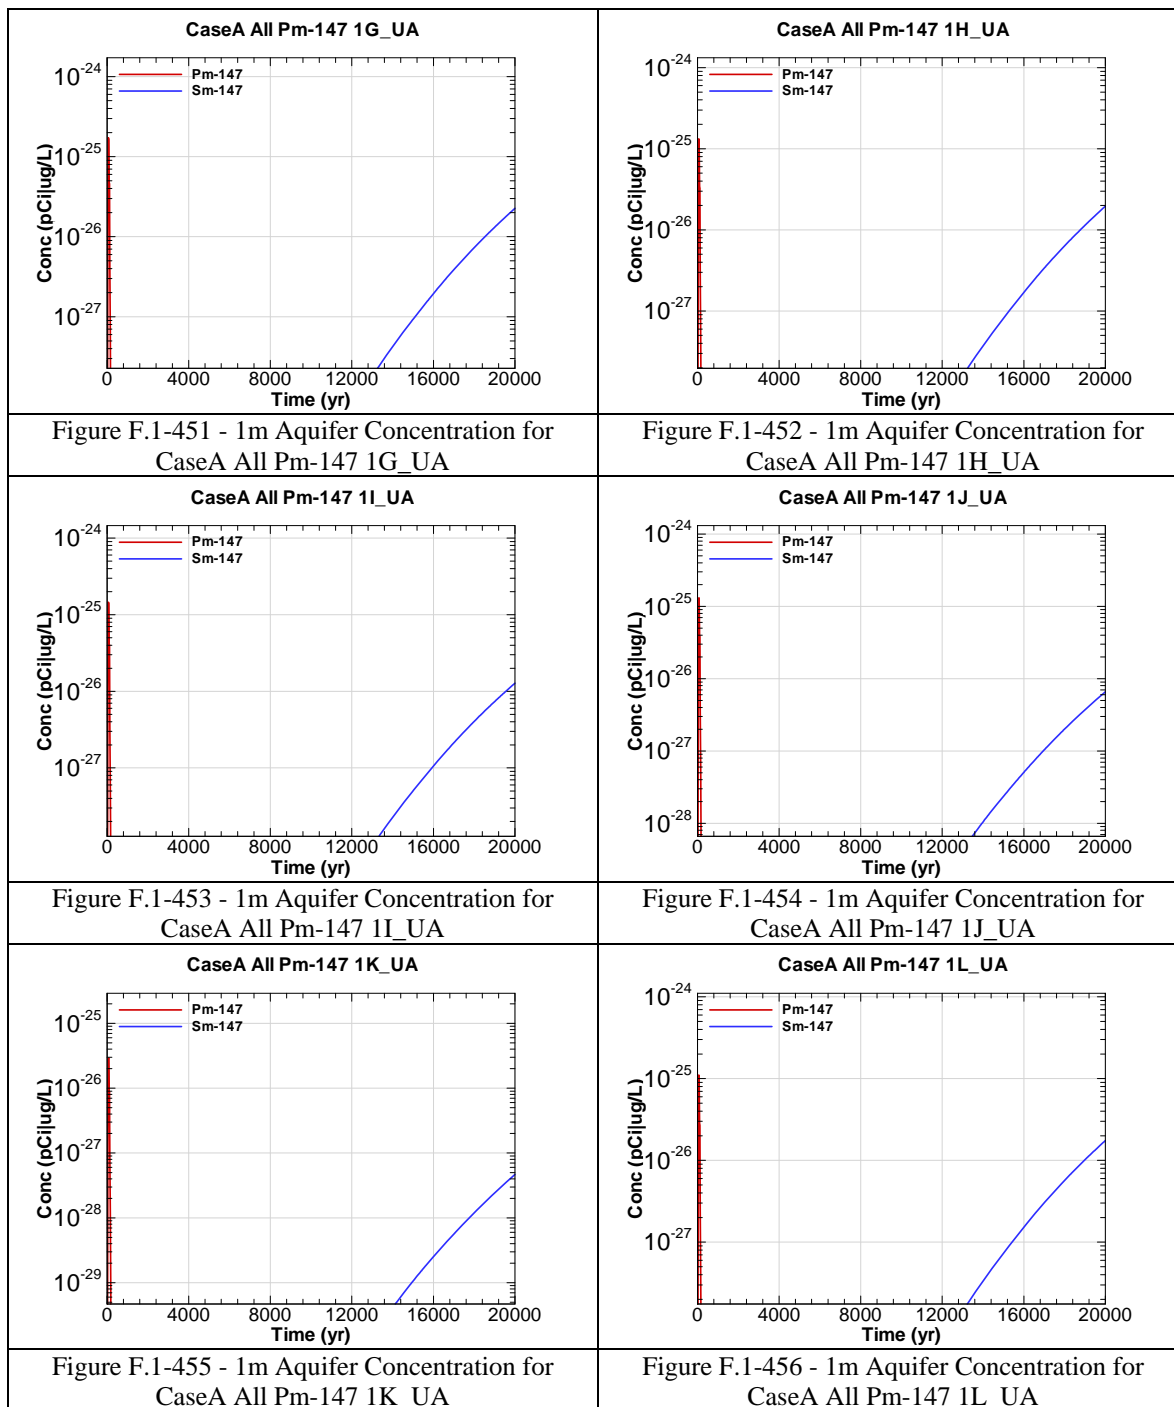 CaseA All Pm-147 1G_UA
Conc (pCi|ug/L)
10-24
10-25
10-26
10-27
Pm-147
Sm-147
0 4000 8000 12000 16000 20000
Time (yr)
Figure F.1-451 - 1m Aquifer Concentration for
CaseA All Pm-147 1G_UA
CaseA All Pm-147 1H_UA
Conc (pCi|ug/L)
10-24
10-25
10-26
10-27
Pm-147
Sm-147
0 4000 8000 12000 16000 20000
Time (yr)
Figure F.1-452 - 1m Aquifer Concentration for
CaseA All Pm-147 1H_UA
CaseA All Pm-147 1I_UA
Conc (pCi|ug/L)
10-24
10-25
10-26
10-27
Pm-147
Sm-147
0 4000 8000 12000 16000 20000
Time (yr)
Figure F.1-453 - 1m Aquifer Concentration for
CaseA All Pm-147 1I_UA
CaseA All Pm-147 1J_UA
Conc (pCi|ug/L)
10-24
10-25
10-26
10-27
10-28
Pm-147
Sm-147
0 4000 8000 12000 16000 20000
Time (yr)
Figure F.1-454 - 1m Aquifer Concentration for
CaseA All Pm-147 1J_UA
CaseA All Pm-147 1K_UA
Conc (pCi|ug/L)
10-25
10-26
10-27
10-28
10-29
Pm-147
Sm-147
0 4000 8000 12000 16000 20000
Time (yr)
Figure F.1-455 - 1m Aquifer Concentration for
CaseA All Pm-147 1K_UA
CaseA All Pm-147 1L_UA
Conc (pCi|ug/L)
10-24
10-25
10-26
10-27
Pm-147
Sm-147
0 4000 8000 12000 16000 20000
Time (yr)
Figure F.1-456 - 1m Aquifer Concentration for
CaseA All Pm-147 1L_UA